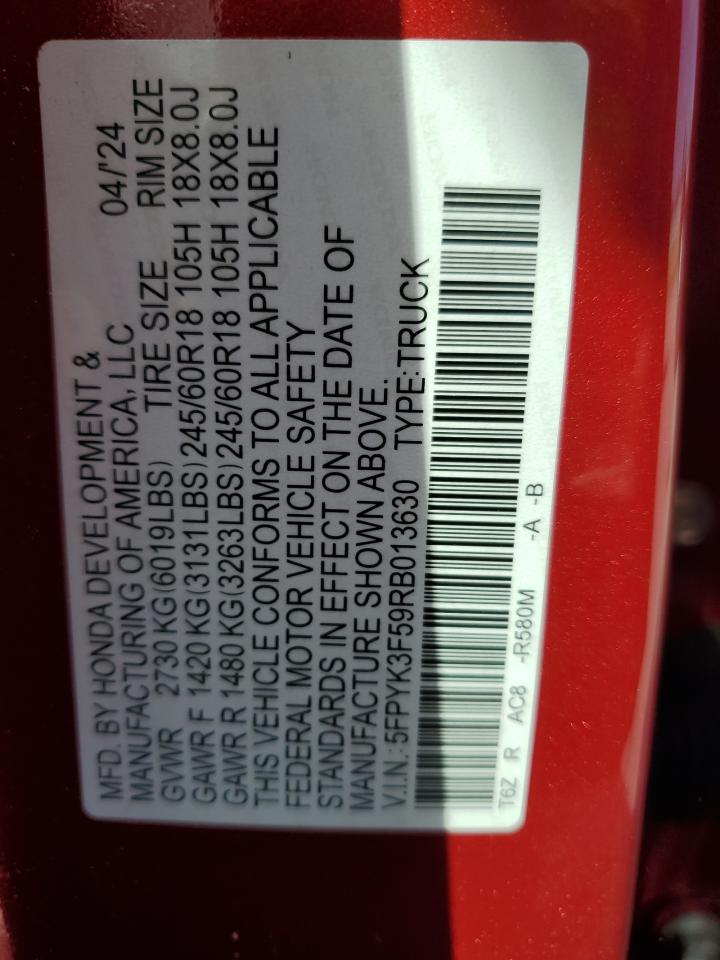 MFD. BY HONDA DEVELOPMENT &
MANUFACTURING OF AMERICA, LLC 04/'24
GVWR 2730 KG(6019LBS) TIRE SIZE RIM SIZE
GAWR F 1420 KG(3131LBS)245/60R18 105H 18X8.0J
GAWR R 1480 KG(3263LBS)245/60R18 105H 18X8.0J
THIS VEHICLE CONFORMS TO ALL APPLICABLE
FEDERAL MOTOR VEHICLE SAFETY
STANDARDS IN EFFECT ON THE DATE OF
MANUFACTURE SHOWN ABOVE.
V.I.N.:5FPYK3F59RB013630 TYPE:TRUCK
T6Z R AC8 -R580M -A -B